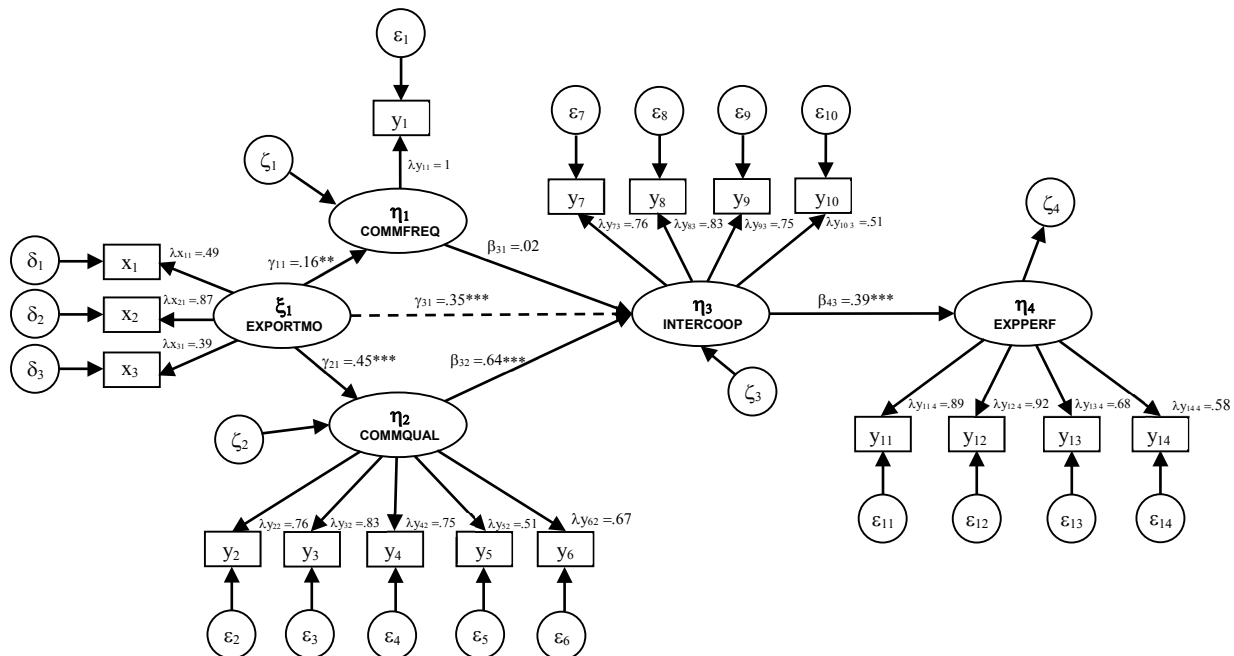 ε1
y1
λy11 = 1
ζ1
η1
COMMFREQ
ε7
ε8
ε9
ε10
y7
y8
y9
y10
λy73 =.76
λy83 =.83
λy93 =.75
λy10 3 =.51
ζ4
δ1
x1
λx11 =.49
δ2
x2
λx21 =.87
δ3
x3
λx31 =.39
ξ1
EXPORTMO
γ11 =.16**
β31 =.02
γ31 =.35***
γ21 =.45***
β32 =.64***
η3
INTERCOOP
ζ3
β43 =.39***
η4
EXPPERF
ζ2
η2
COMMQUAL
λy11 4 =.89
λy12 4 =.92
λy13 4 =.68
λy14 4 =.58
y11
y12
y13
y14
ε11
ε12
ε13
ε14
λy22 =.76
λy32 =.83
λy42 =.75
λy52 =.51
λy62 =.67
y2
y3
y4
y5
y6
ε2
ε3
ε4
ε5
ε6